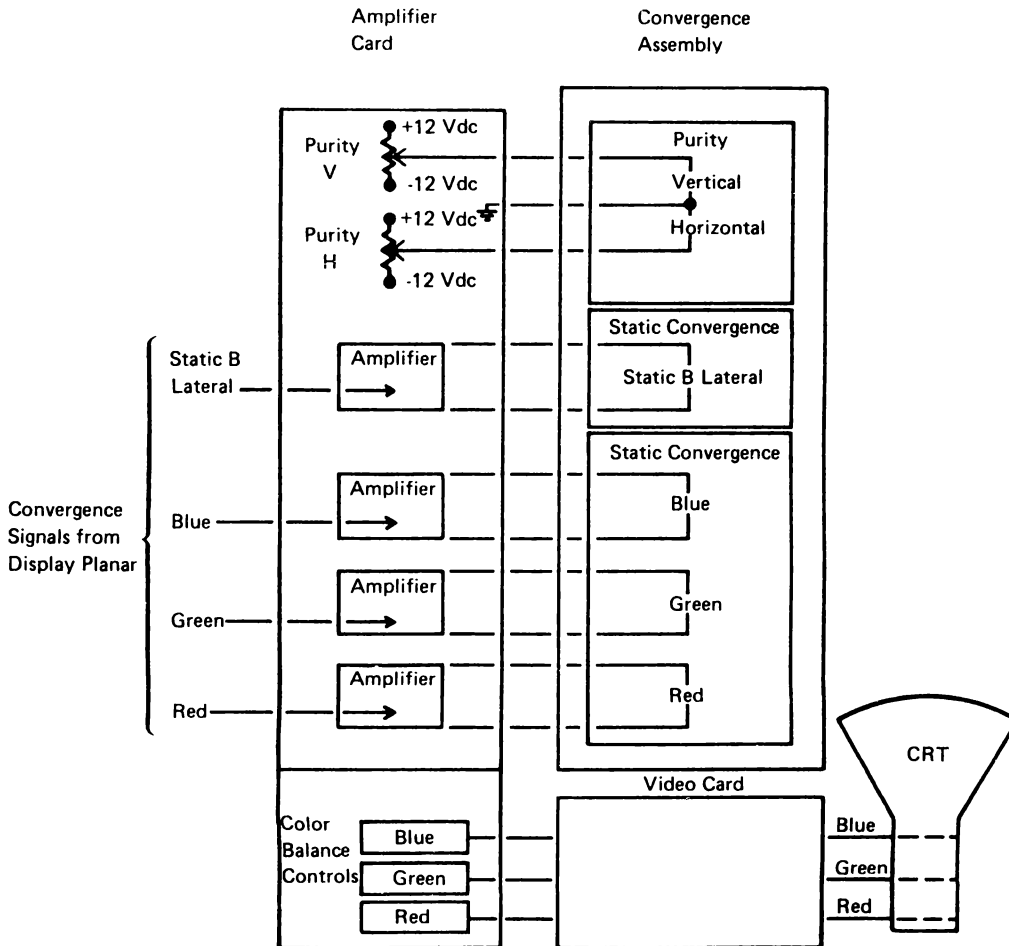 Amplifier
Card
Convergence
Assembly
Purity
V
+12 Vdc
-12 Vdc
Purity
H
+12 Vdc
-12 Vdc
Purity
Vertical
Horizontal
Convergence
Signals from
Display Planar
Static B
Lateral
Amplifier
Static Convergence
Static B Lateral
Static Convergence
Blue
Amplifier
Blue
Green
Amplifier
Green
Red
Amplifier
Red
Color
Balance
Controls
Blue
Green
Red
Video Card
Blue
Green
Red
CRT